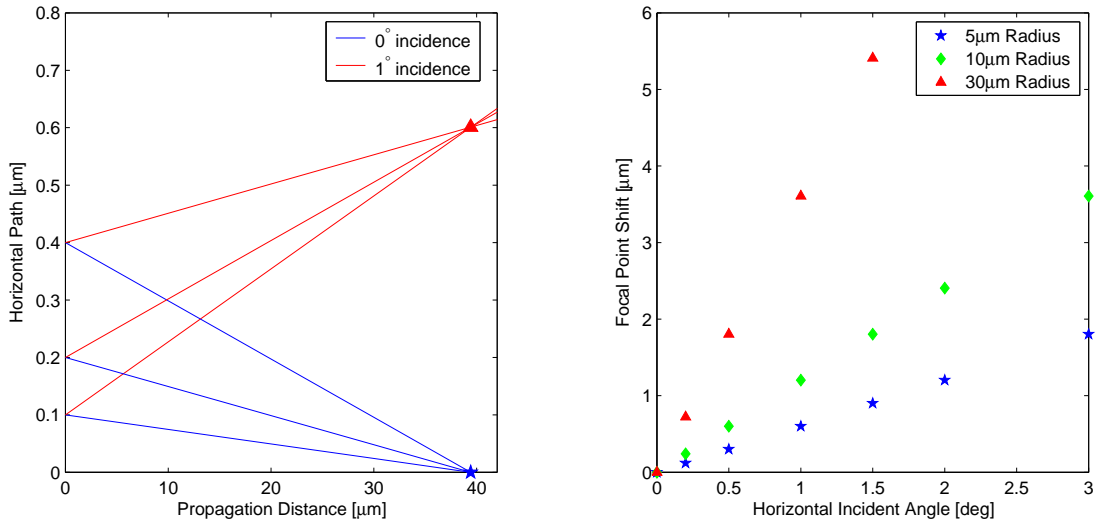 0.8
0.7
0.6
0.5
0.4
0.3
0.2
0.1
0
Horizontal Path [μm]
0 10 20 30 40
Propagation Distance [μm]
0° incidence
1° incidence
6
5
4
3
2
1
0
Focal Point Shift [μm]
0 0.5 1.0 1.5 2.0 2.5 3
Horizontal Incident Angle [deg]
5μm Radius
10μm Radius
30μm Radius